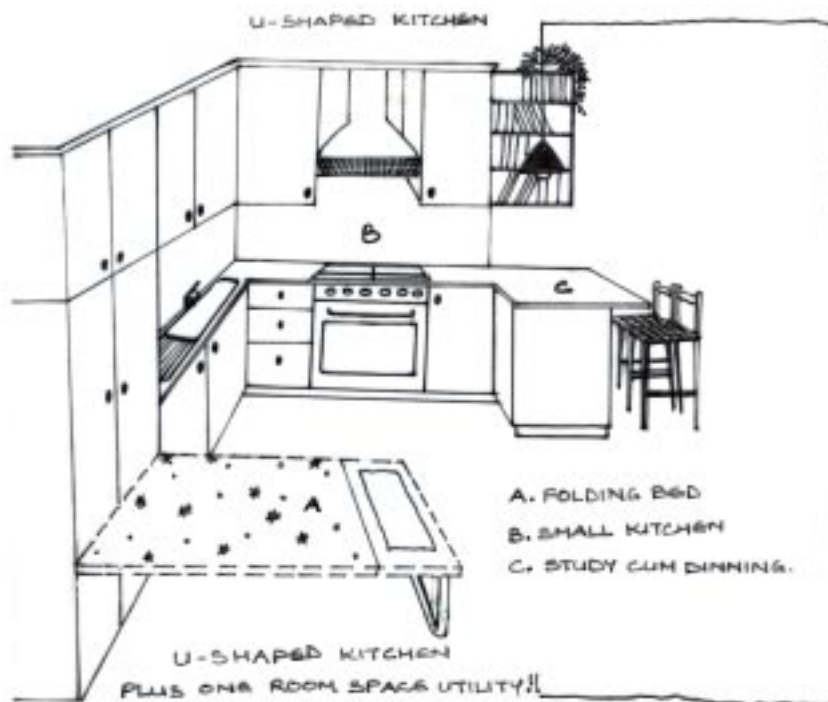 U-SHAPED KITCHEN
B
C
A
A. FOLDING BED
B. SMALL KITCHEN
C. STUDY CUM DINNING.
U-SHAPED KITCHEN
PLUS ONE ROOM SPACE UTILITY!!